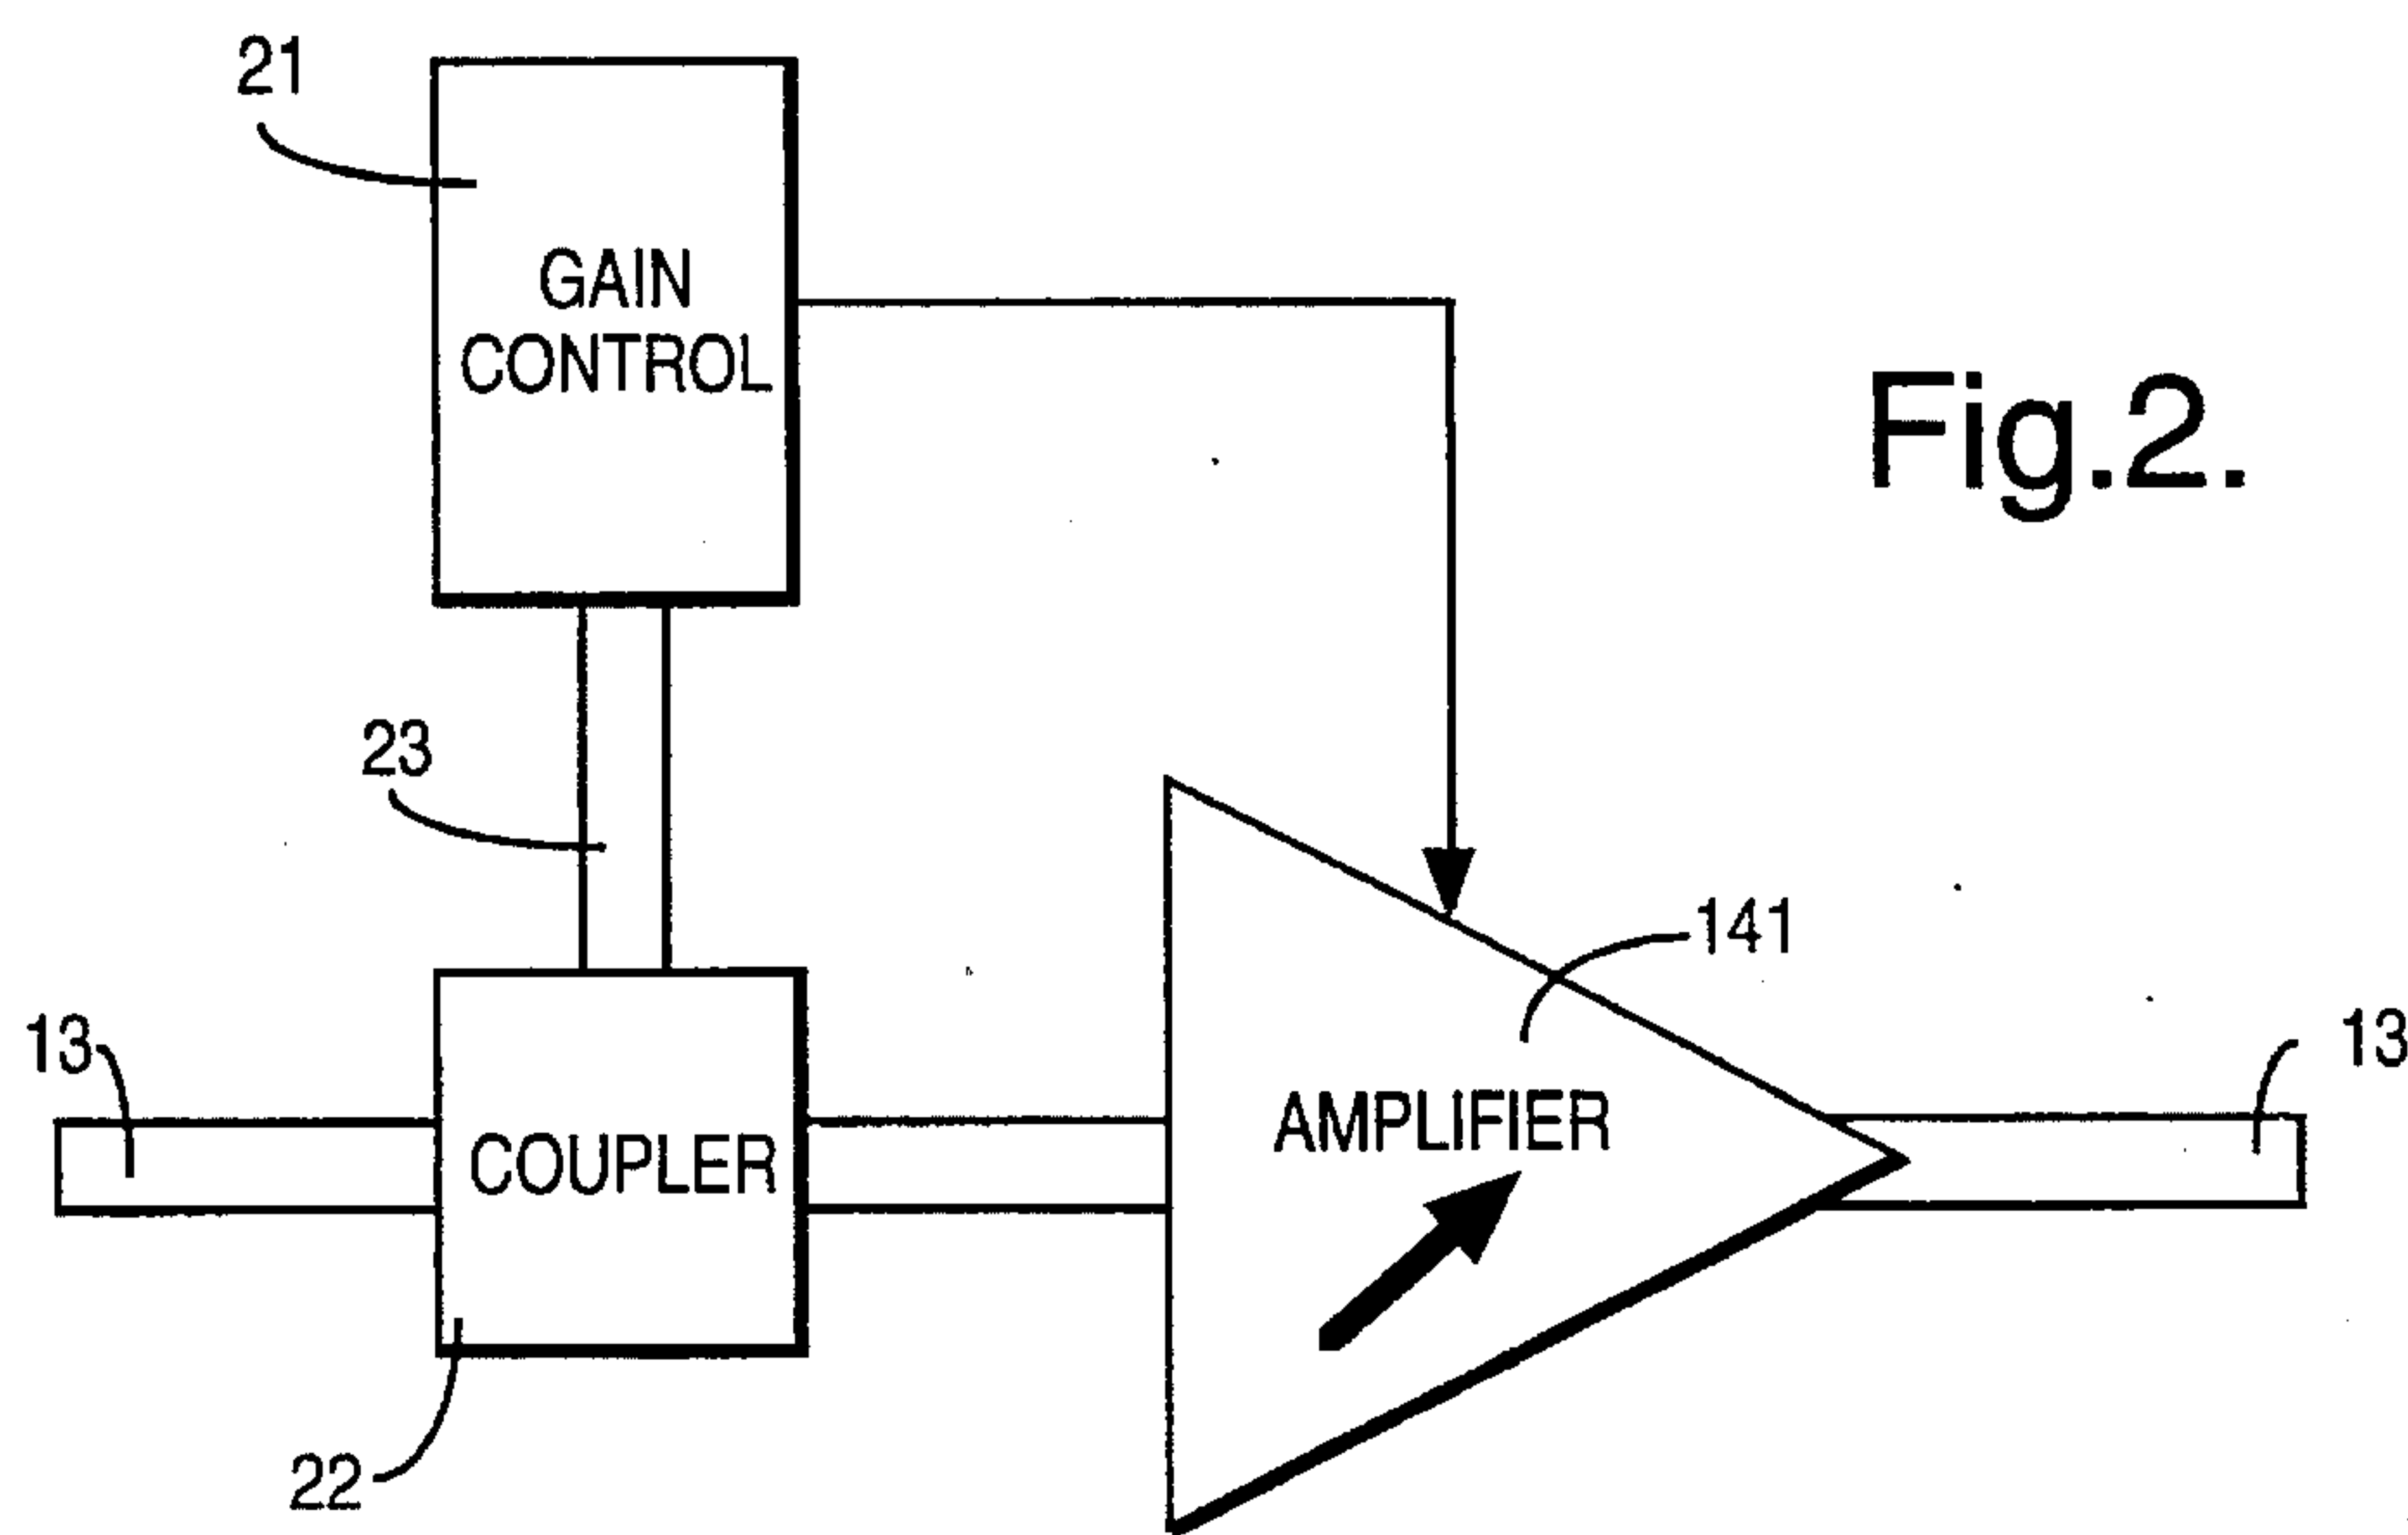 21
GAIN
CONTROL
Fig.2.
23
141
13
COUPLER
AMPLIFIER
13
22